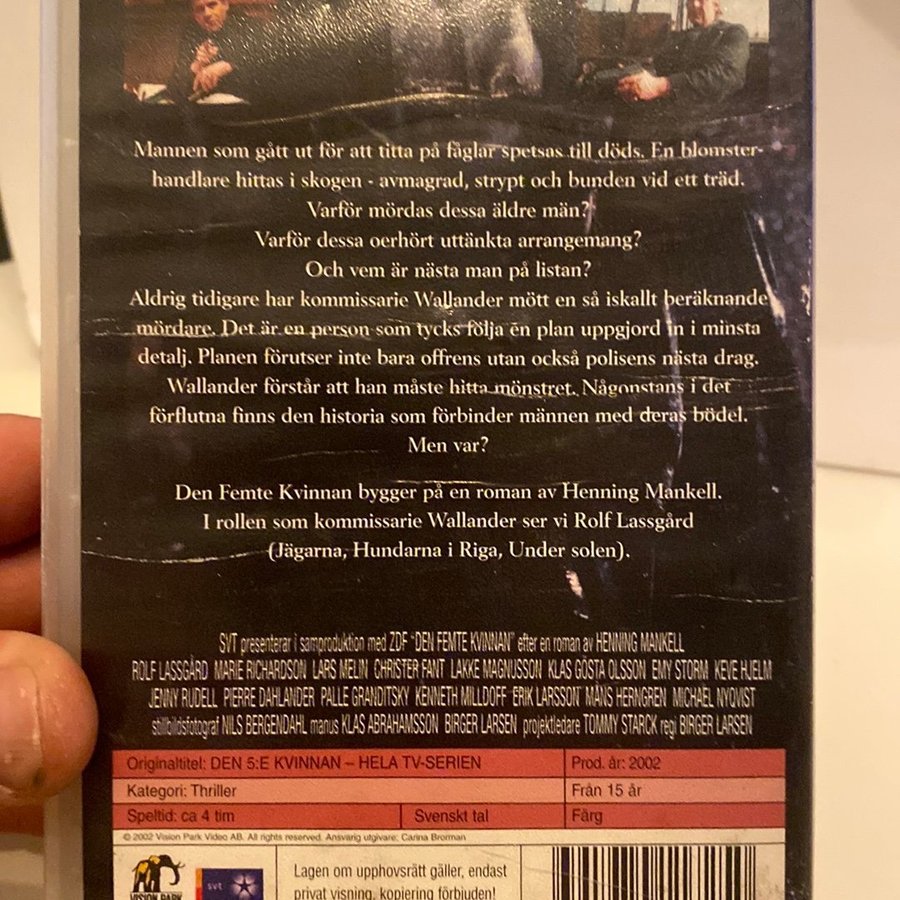 Mannen som gått ut för att titta på fåglar spetsas till döds. En blomster-
handlare hittas i skogen - avmagrad, strypt och bunden vid ett träd.
Varför mördas dessa äldre män?
Varför dessa oerhört uttänkta arrangemang?
Och vem är nästa man på listan?
Aldrig tidigare har kommissarie Wallander mött en så iskallt beräknande
mördare. Det är en person som tycks följa en plan uppgjord in i minsta
detalj. Planen förutser inte bara offrens utan också polisens nästa drag.
Wallander förstår att han måste hitta mönstret. Någonstans i det
förflutna finns den historia som förbinder männen med deras bödel.
Men var?
Den Femte Kvinnan bygger på en roman av Henning Mankell.
I rollen som kommissarie Wallander ser vi Rolf Lassgård
(Jägarna, Hundarna i Riga, Under solen).
SVT presenterar i samproduktion med ZDF "DEN FEMTE KVINNAN" efter en roman av HENNING MANKELL
ROLF LASSGÅRD MARIE RICHARDSON LARS MELIN CHRISTER FANT LAKKE MAGNUSSON KLAS GÖSTA OLSSON EMY STORM KEVE HJELM
JENNY RUDELL PIERRE DAHLANDER PALLE GRANDITSKY KENNETH MILLDOFF ERIK LARSSON MÅNS HERNGREN MICHAEL NYQVIST
stillbildsfotograf NILS BERGENDAHL manus KLAS ABRAHAMSSON BIRGER LARSEN projektledare TOMMY STARCK regi BIRGER LARSEN
Originaltitel: DEN 5:E KVINNAN – HELA TV-SERIEN Prod. år: 2002
Kategori: Thriller Från 15 år
Speltid: ca 4 tim Svenskt tal Färg
© 2002 Vision Park Video AB. All rights reserved. Ansvarig utgivare: Carina Brorman
VISION PARK svt Lagen om upphovsrätt gäller, endast
privat visning, kopiering förbjuden!